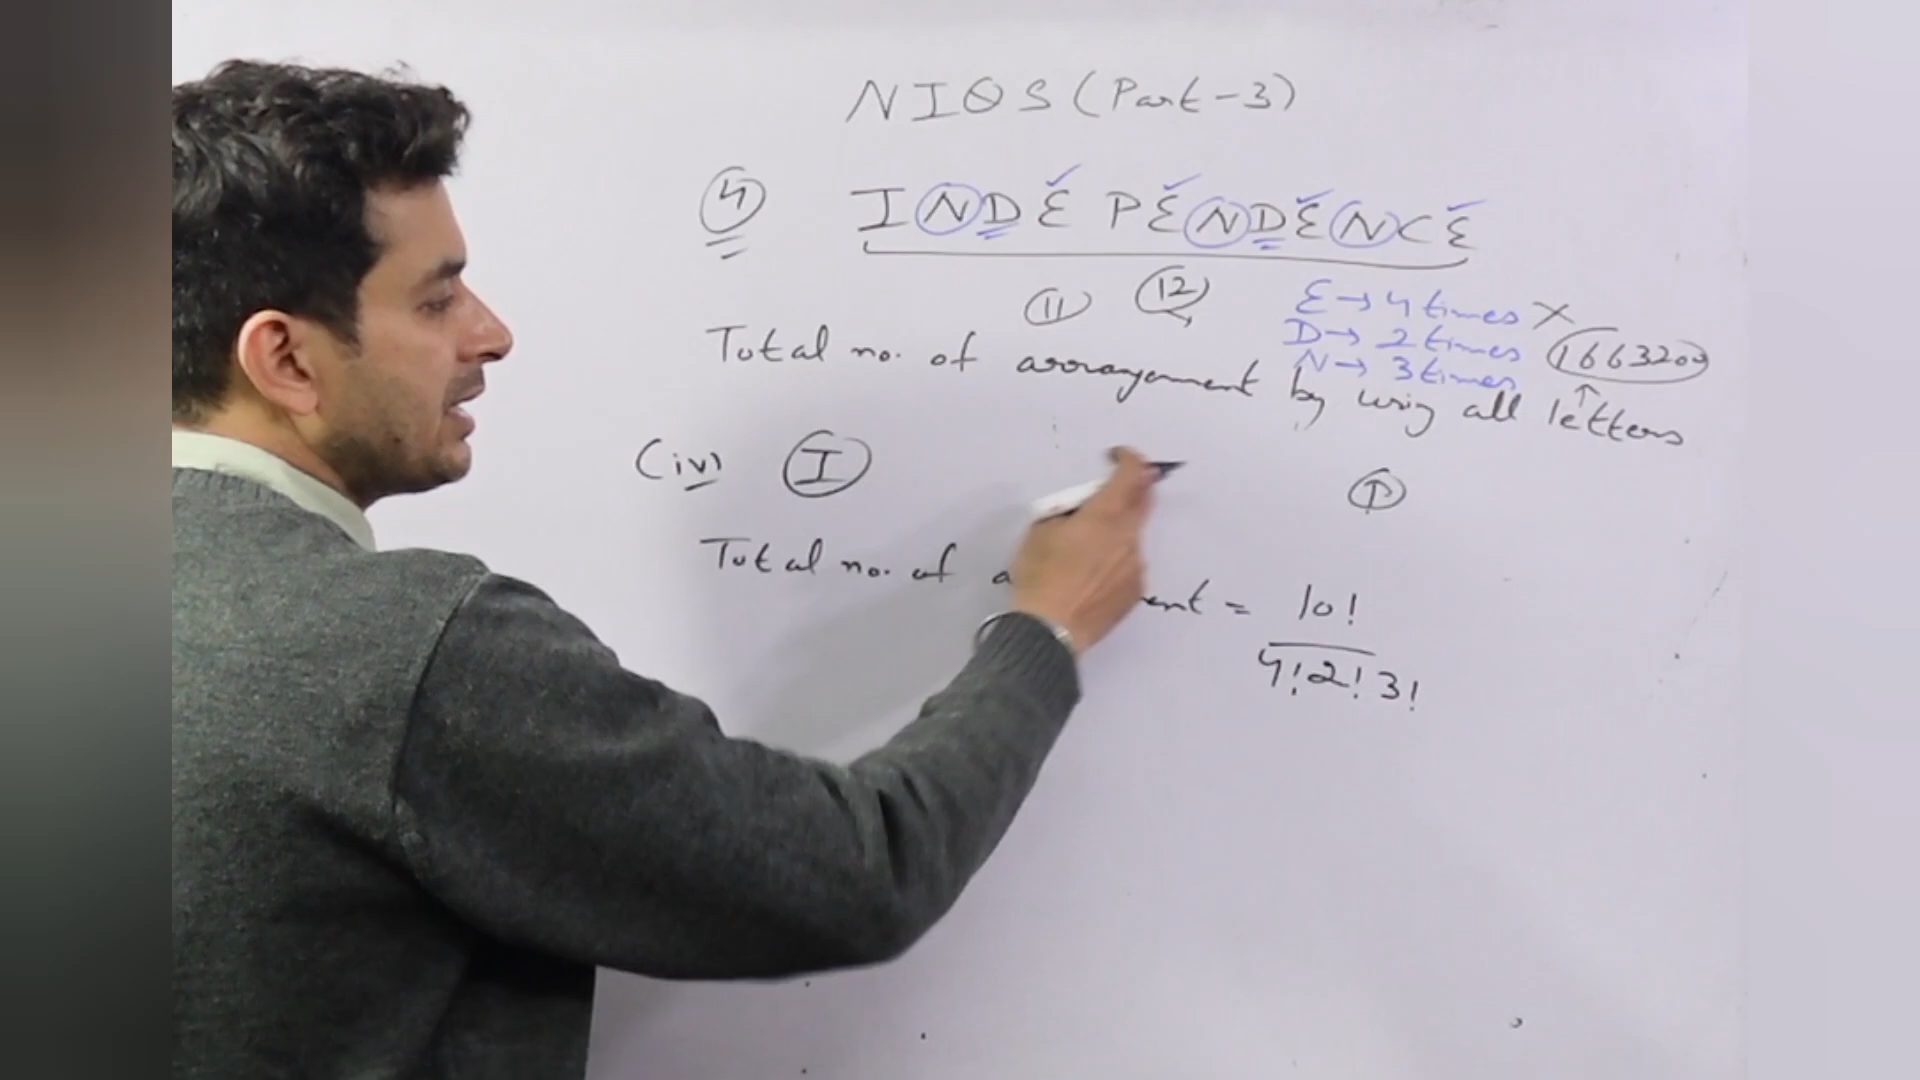 NIOS (Part-3)
4 INDEPENDENCE
11 12
E → 4 times ×
D → 2 times 1663200
N → 3 times ↑
Total no. of arrangement by using all letters
(iv) I P
Total no. of = 10!
4! 2! 3!